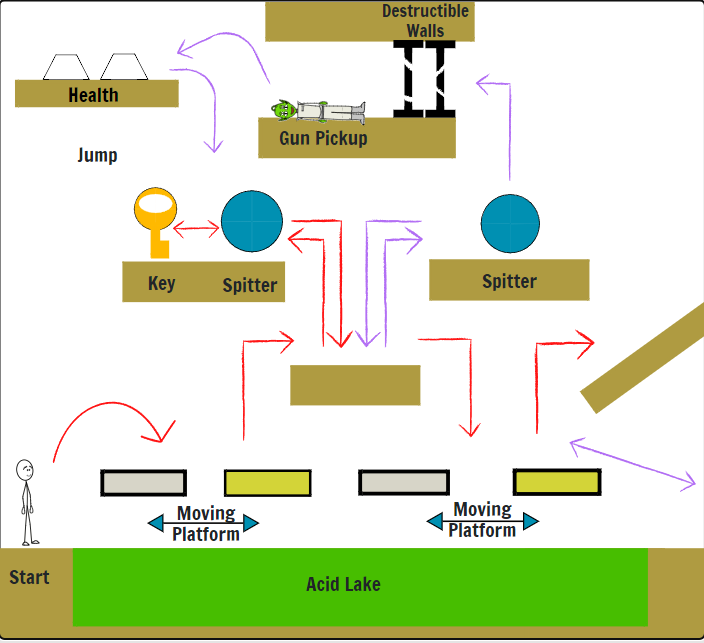 Destructible
Walls
Health
Gun Pickup
Jump
Key
Spitter
Spitter
Moving
Platform
Moving
Platform
Start
Acid Lake